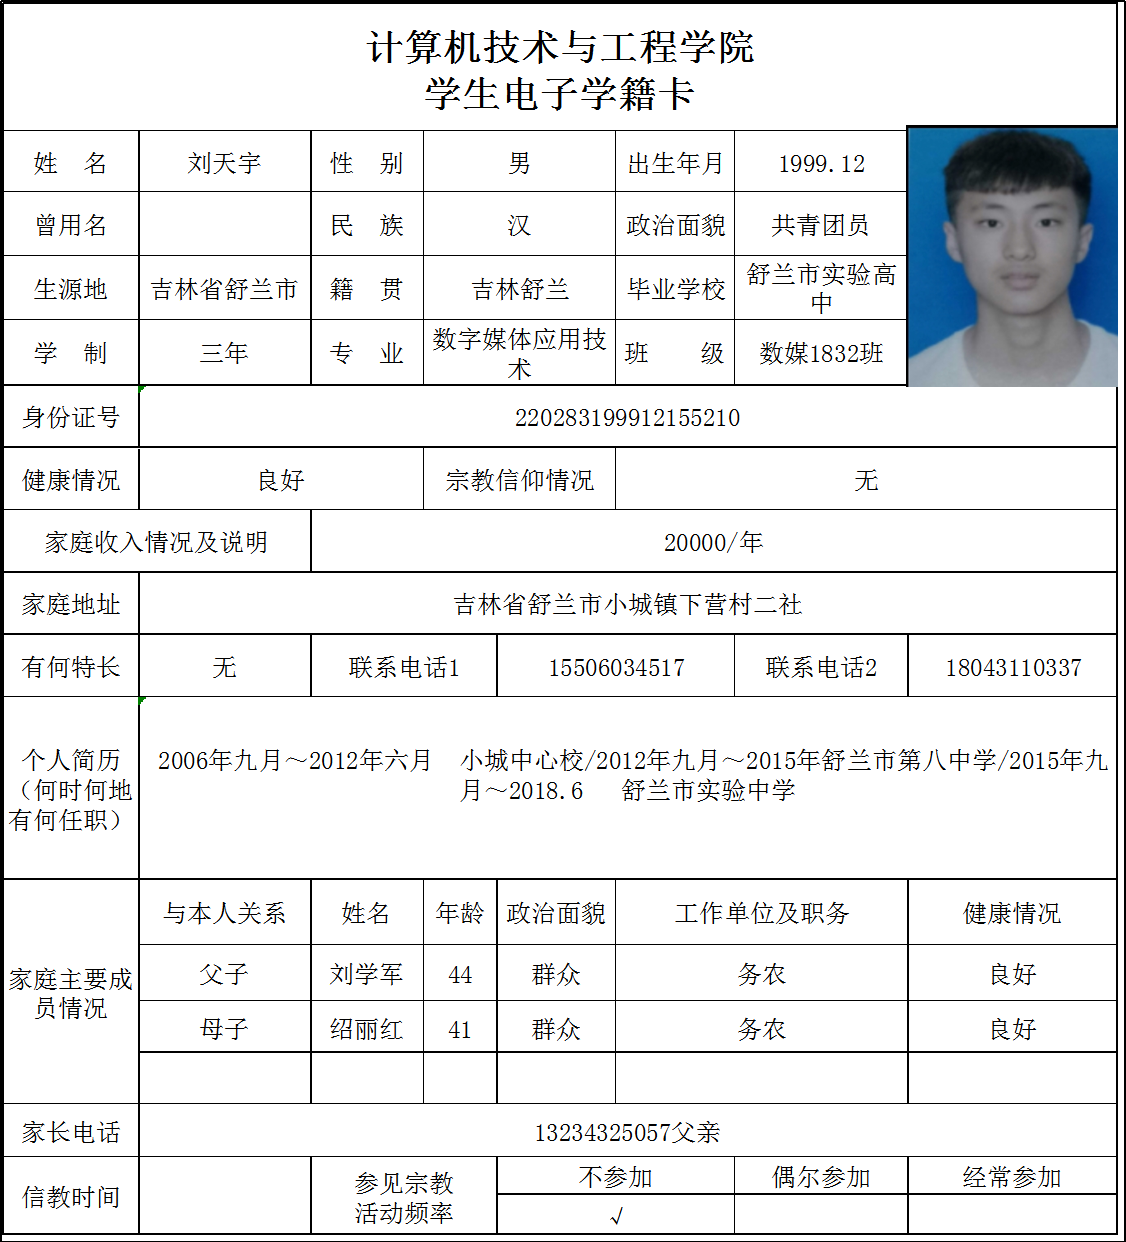 计算机技术与工程学院
学生电子学籍卡
姓 名 刘天宇 性 别 男 出生年月 1999.12
曾用名 民 族 汉 政治面貌 共青团员
生源地 吉林省舒兰市 籍 贯 吉林舒兰 毕业学校 舒兰市实验高中
学 制 三年 专 业 数字媒体应用技术 班 级 数媒1832班
身份证号 220283199912155210
健康情况 良好 宗教信仰情况 无
家庭收入情况及说明 20000/年
家庭地址 吉林省舒兰市小城镇下营村二社
有何特长 无 联系电话1 15506034517 联系电话2 18043110337
个人简历
（何时何地
有何任职）
2006年九月～2012年六月 小城中心校/2012年九月～2015年舒兰市第八中学/2015年九
月～2018.6 舒兰市实验中学
家庭主要成
员情况
与本人关系 姓名 年龄 政治面貌 工作单位及职务 健康情况
父子 刘学军 44 群众 务农 良好
母子 绍丽红 41 群众 务农 良好
家长电话 13234325057父亲
信教时间 参见宗教
活动频率
不参加 偶尔参加 经常参加
√